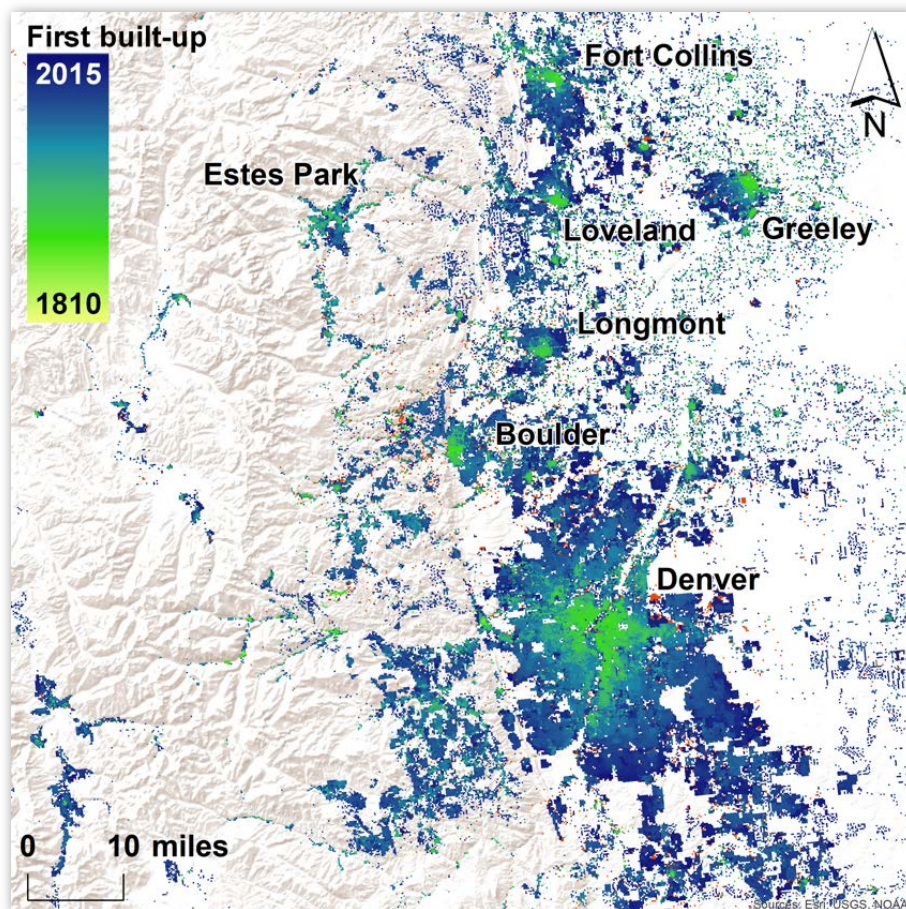 First built-up
2015
1810
Fort Collins
N
Estes Park
Loveland
Greeley
Longmont
Boulder
Denver
0 10 miles
Sources: Esri, USGS, NOAA